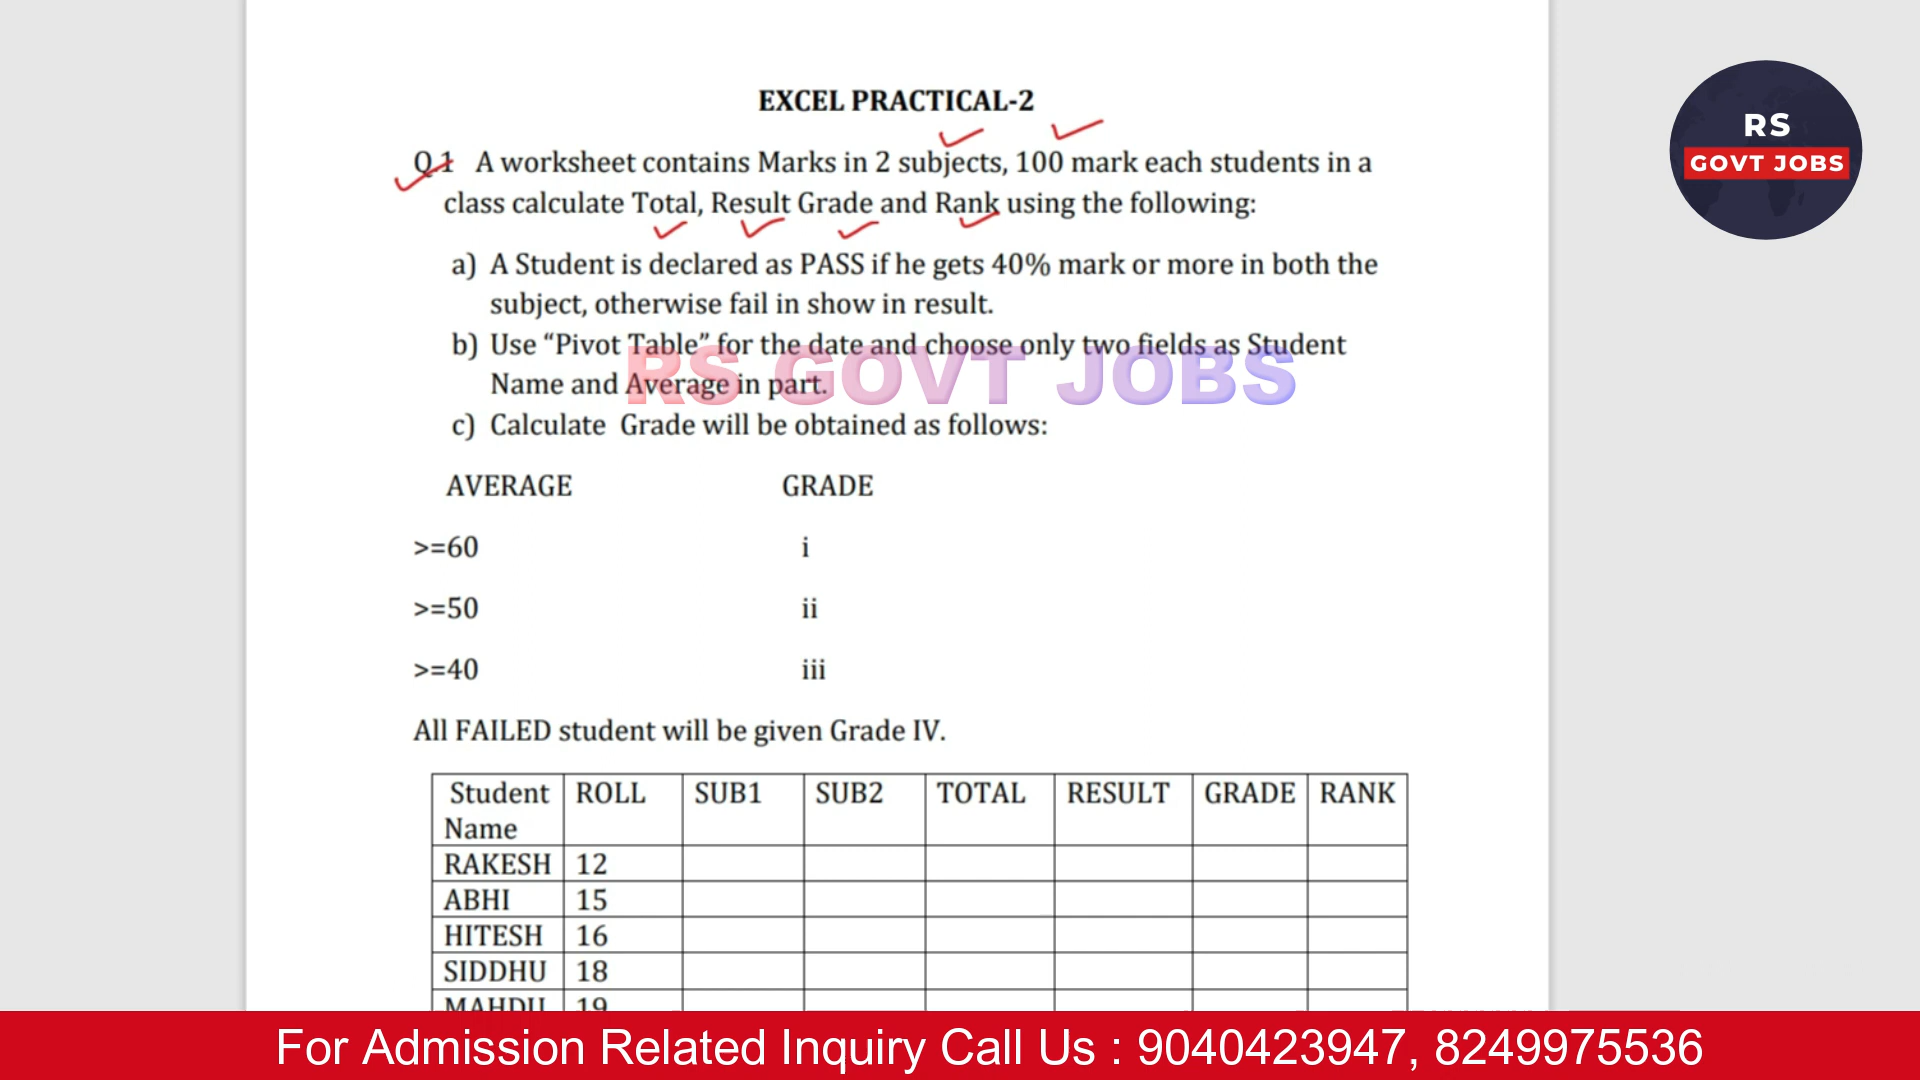 EXCEL PRACTICAL-2
Q.1 A worksheet contains Marks in 2 subjects, 100 mark each students in a
class calculate Total, Result Grade and Rank using the following:
a) A Student is declared as PASS if he gets 40% mark or more in both the
subject, otherwise fail in show in result.
b) Use “Pivot Table” for the date and choose only two fields as Student
Name and Average in part.
RS GOVT JOBS
c) Calculate Grade will be obtained as follows:
AVERAGE GRADE
>=60 i
>=50 ii
>=40 iii
All FAILED student will be given Grade IV.
Student ROLL SUB1 SUB2 TOTAL RESULT GRADE RANK
Name
RAKESH 12
ABHI 15
HITESH 16
SIDDHU 18
MAHDU 19
RS
GOVT JOBS
For Admission Related Inquiry Call Us : 9040423947, 8249975536